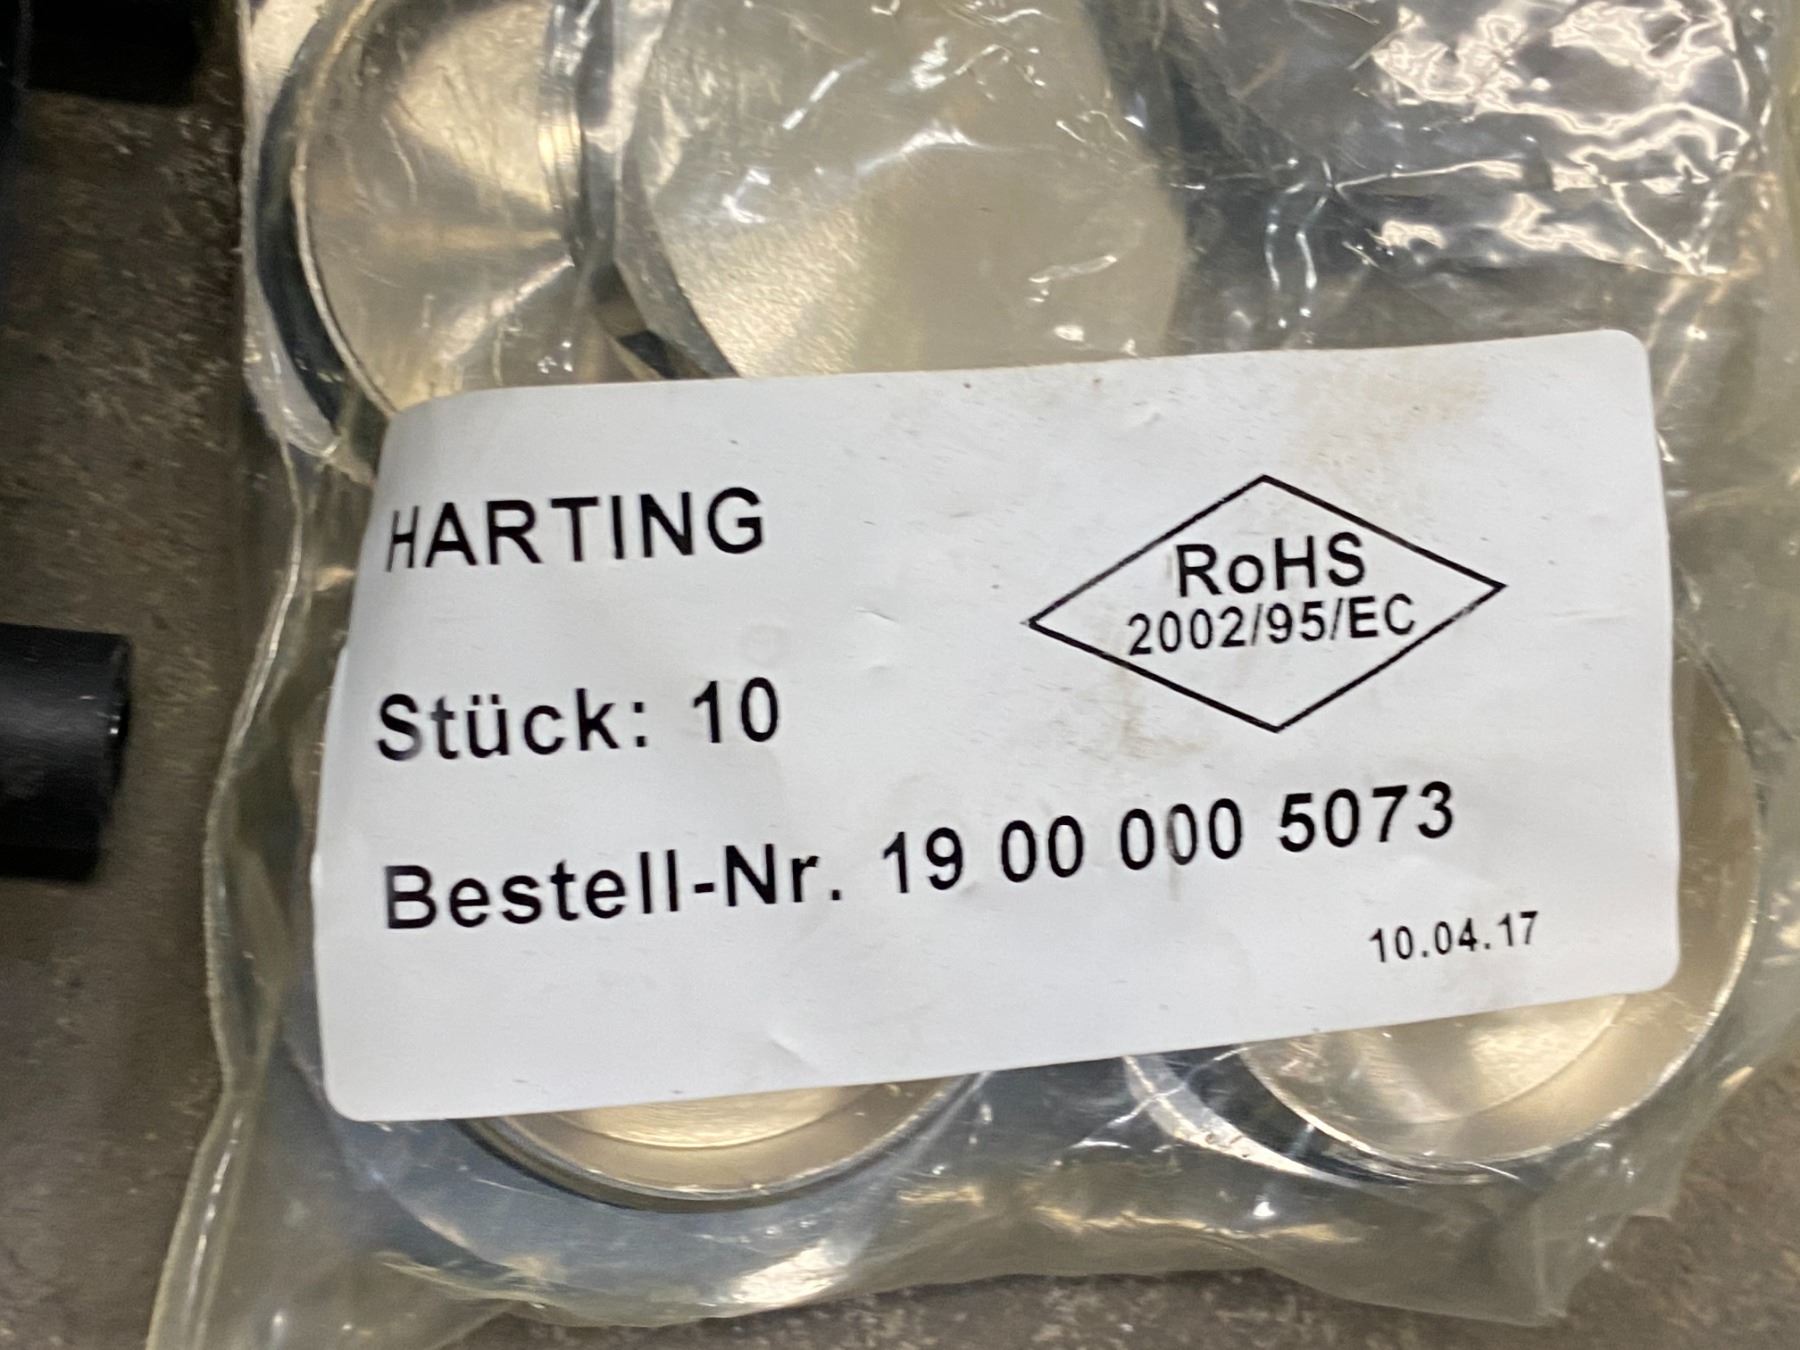 HARTING
RoHS
2002/95/EC
Stück: 10
Bestell-Nr. 19 00 000 5073
10.04.17